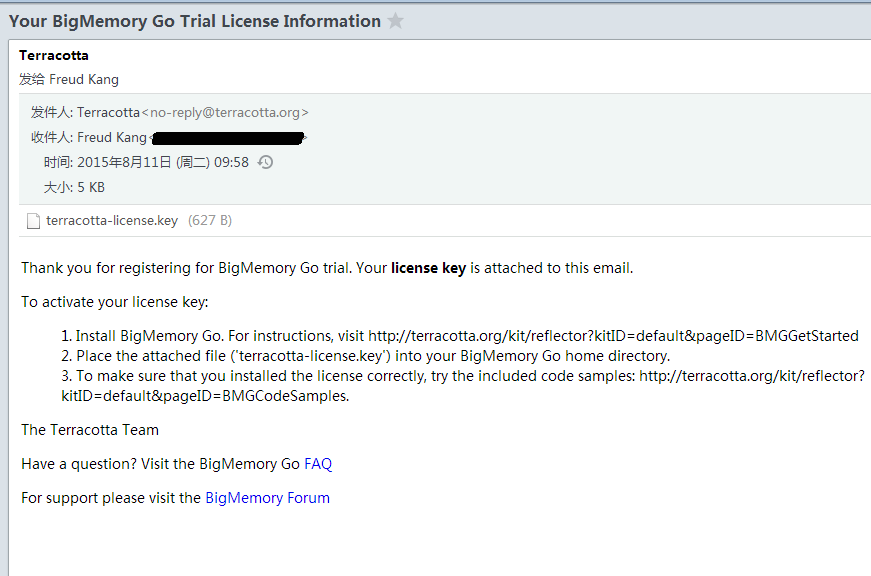 Your BigMemory Go Trial License Information
Terracotta
发给 Freud Kang
发件人: Terracotta<no-reply@terracotta.org>
收件人: Freud Kang<
时间: 2015年8月11日 (周二) 09:58
大小: 5 KB
terracotta-license.key (627 B)
Thank you for registering for BigMemory Go trial. Your license key is attached to this email.
To activate your license key:
1. Install BigMemory Go. For instructions, visit http://terracotta.org/kit/reflector?kitID=default&pageID=BMGGetStarted
2. Place the attached file ('terracotta-license.key') into your BigMemory Go home directory.
3. To make sure that you installed the license correctly, try the included code samples: http://terracotta.org/kit/reflector?
kitID=default&pageID=BMGCodeSamples.
The Terracotta Team
Have a question? Visit the BigMemory Go FAQ
For support please visit the BigMemory Forum